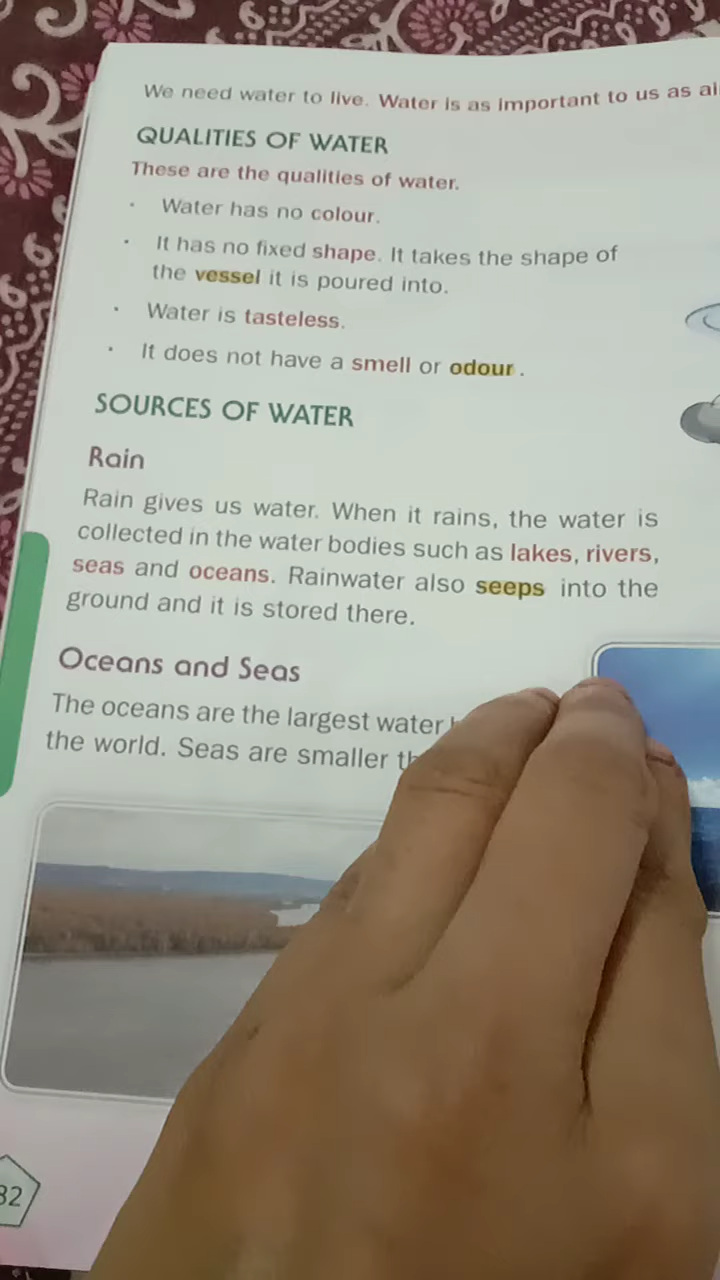 We need water to live. Water is as important to us as
QUALITIES OF WATER
These are the qualities of water.
· Water has no colour.
· It has no fixed shape. It takes the shape of
the vessel it is poured into.
· Water is tasteless.
· It does not have a smell or odour.
SOURCES OF WATER
Rain
Rain gives us water. When it rains, the water is
collected in the water bodies such as lakes, rivers,
seas and oceans. Rainwater also seeps into the
ground and it is stored there.
Oceans and Seas
The oceans are the largest water
the world. Seas are smaller